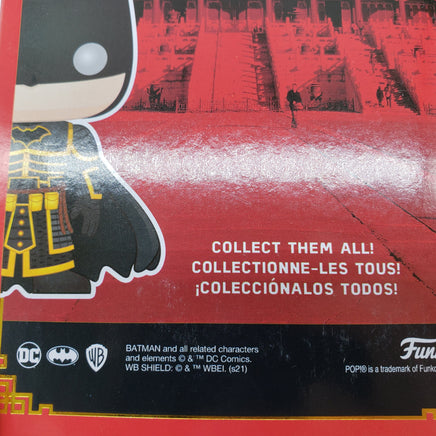 COLLECT THEM ALL!
COLLECTIONNE-LES TOUS!
¡COLECCIÓNALOS TODOS!
DC
WB
BATMAN and all related characters
and elements © & ™ DC Comics.
WB SHIELD: © & ™ WBEI. (s21)
Funk
POP!® is a trademark of Funko